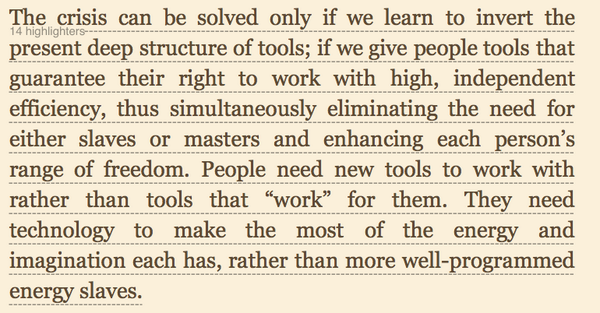 The crisis can be solved only if we learn to invert the
14 highlighters
present deep structure of tools; if we give people tools that
guarantee their right to work with high, independent
efficiency, thus simultaneously eliminating the need for
either slaves or masters and enhancing each person’s
range of freedom. People need new tools to work with
rather than tools that “work” for them. They need
technology to make the most of the energy and
imagination each has, rather than more well-programmed
energy slaves.